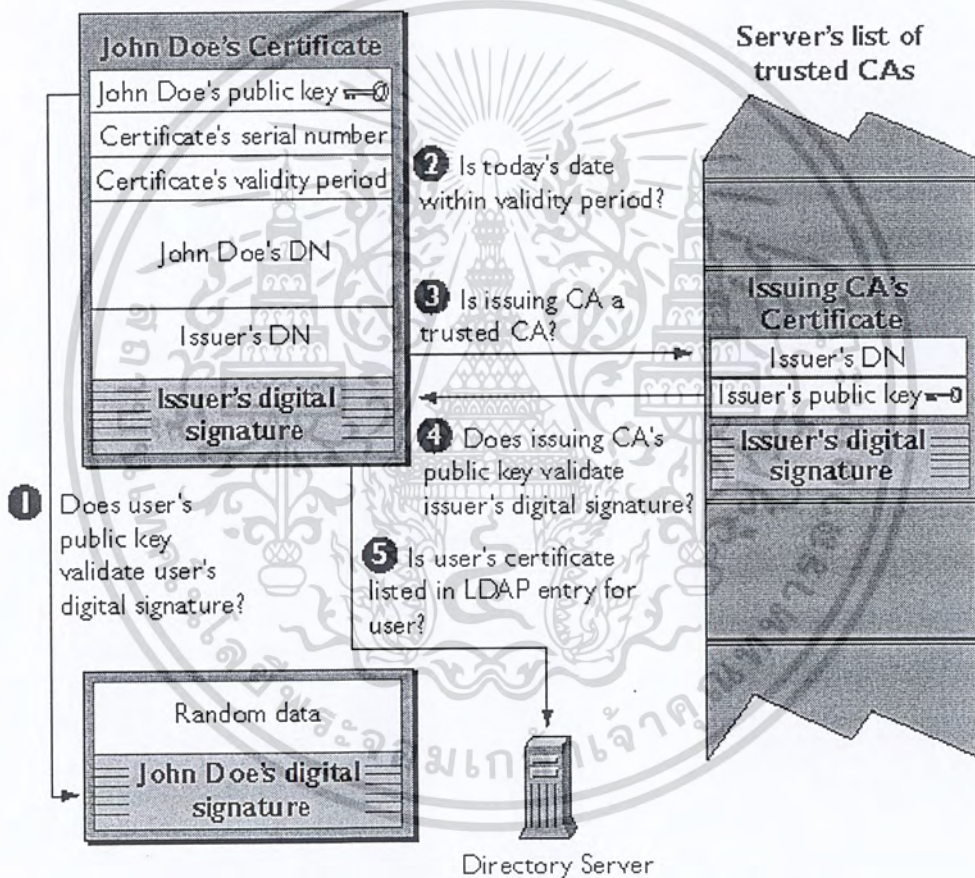 John Doe's Certificate
John Doe's public key
Certificate's serial number
Certificate's validity period
John Doe's DN
Issuer's DN
Issuer's digital
signature
Server's list of
trusted CAs
2 Is today's date
within validity period?
3 Is issuing CA a
trusted CA?
Issuing CA's
Certificate
Issuer's DN
Issuer's public key
Issuer's digital
signature
4 Does issuing CA's
public key validate
issuer's digital signature?
1 Does user's
public key
validate user's
digital signature?
5 Is user's certificate
listed in LDAP entry for
user?
Random data
John Doe's digital
signature
Directory Server